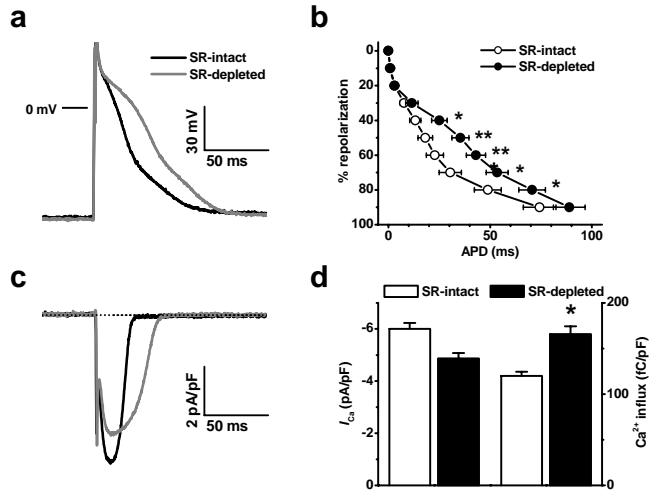 a
SR-intact
SR-depleted
0 mV
30 mV
50 ms
b
SR-intact
SR-depleted
0
20
40
60
80
100
% repolarization
*
**
**
*
*
*
0
50
100
APD (ms)
c
2 pA/pF
50 ms
d
SR-intact
SR-depleted
*
-6
-4
-2
0
I Ca (pA/pF)
200
100
0
Ca2+ influx (fC/pF)